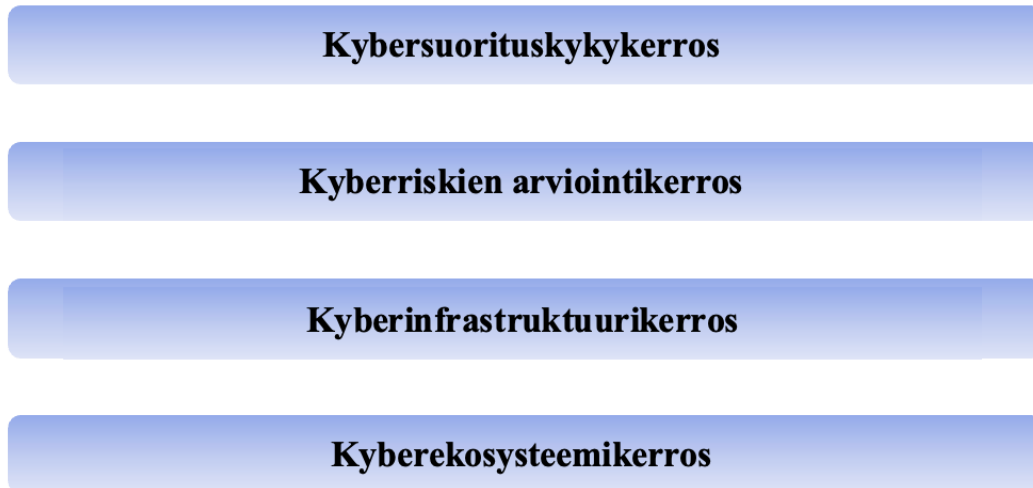 Kybersuorituskykykerros
Kyberriskien arviointikerros
Kyberinfrastruktuurikerros
Kyberekosysteemikerros